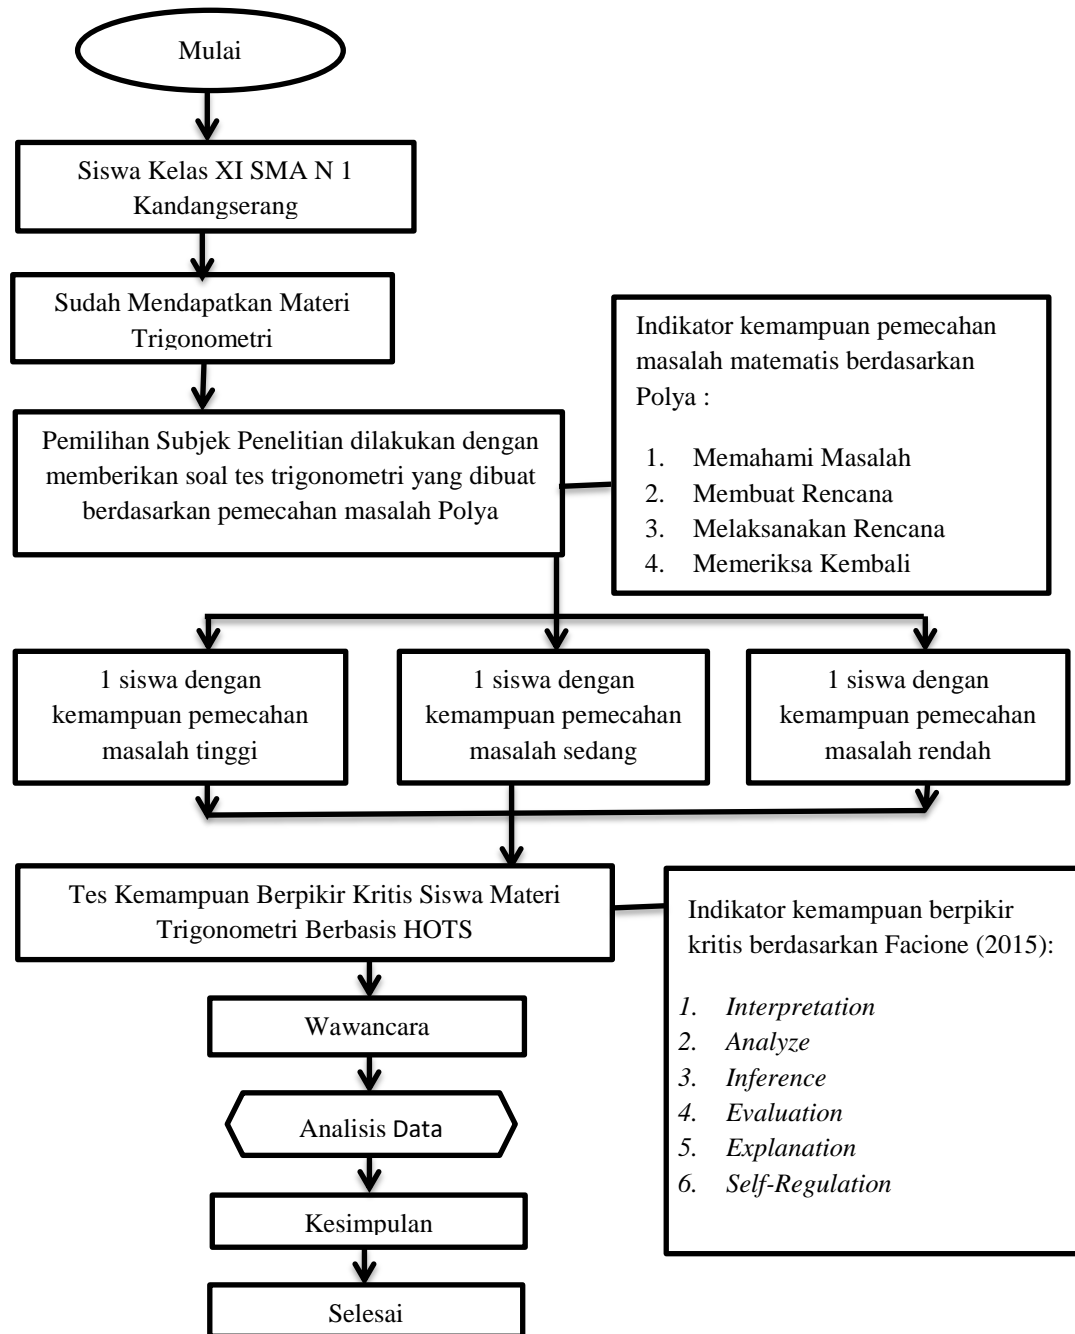 Mulai
Siswa Kelas XI SMA N 1
Kandangserang
Sudah Mendapatkan Materi
Trigonometri
Indikator kemampuan pemecahan
masalah matematis berdasarkan
Polya :
1. Memahami Masalah
2. Membuat Rencana
3. Melaksanakan Rencana
4. Memeriksa Kembali
Pemilihan Subjek Penelitian dilakukan dengan
memberikan soal tes trigonometri yang dibuat
berdasarkan pemecahan masalah Polya
1 siswa dengan
kemampuan pemecahan
masalah tinggi
1 siswa dengan
kemampuan pemecahan
masalah sedang
1 siswa dengan
kemampuan pemecahan
masalah rendah
Tes Kemampuan Berpikir Kritis Siswa Materi
Trigonometri Berbasis HOTS
Indikator kemampuan berpikir
kritis berdasarkan Facione (2015):
1. Interpretation
2. Analyze
3. Inference
4. Evaluation
5. Explanation
6. Self-Regulation
Wawancara
Analisis Data
Kesimpulan
Selesai